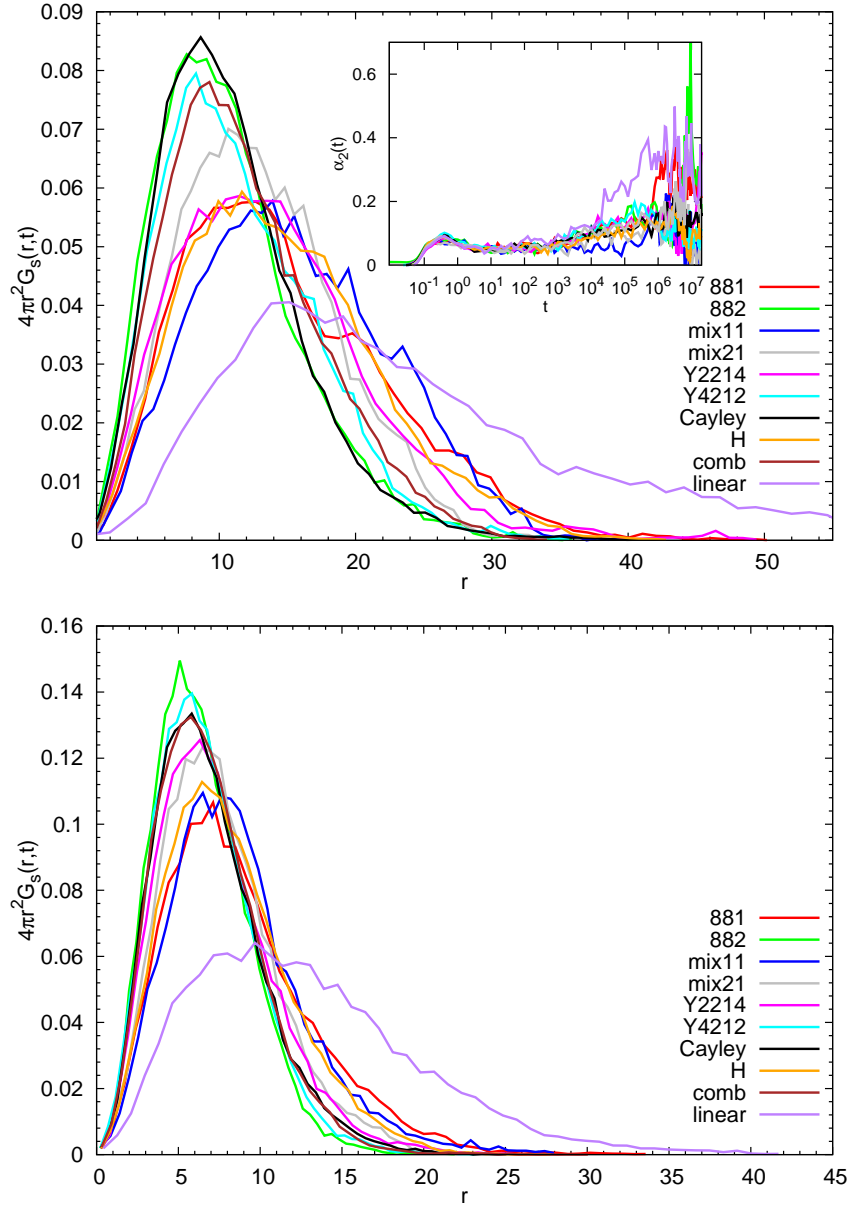 0.09
0.08
0.07
0.06
0.05
0.04
0.03
0.02
0.01
0
10
20
30
40
50
4πr²Gₛ(r,t)
r
0.6
0.4
0.2
0
α₂(t)
10⁻¹ 10⁰ 10¹ 10² 10³ 10⁴ 10⁵ 10⁶ 10⁷
t
881
882
mix11
mix21
Y2214
Y4212
Cayley
H
comb
linear
0.16
0.14
0.12
0.1
0.08
0.06
0.04
0.02
0
4πr²Gₛ(r,t)
881
882
mix11
mix21
Y2214
Y4212
Cayley
H
comb
linear
0 5 10 15 20 25 30 35 40 45
r